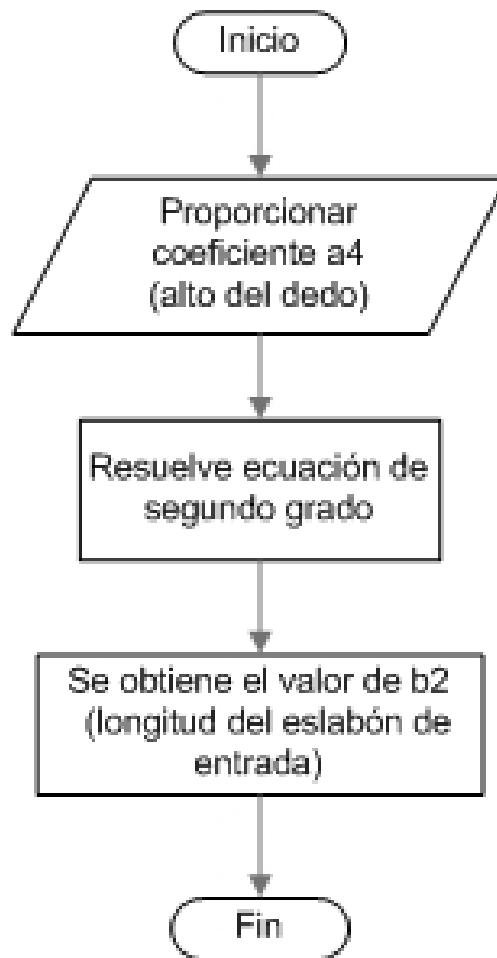 Inicio
Proporcionar
coeficiente a4
(alto del dedo)
Resuelve ecuación de
segundo grado
Se obtiene el valor de b2
(longitud del eslabón de
entrada)
Fin